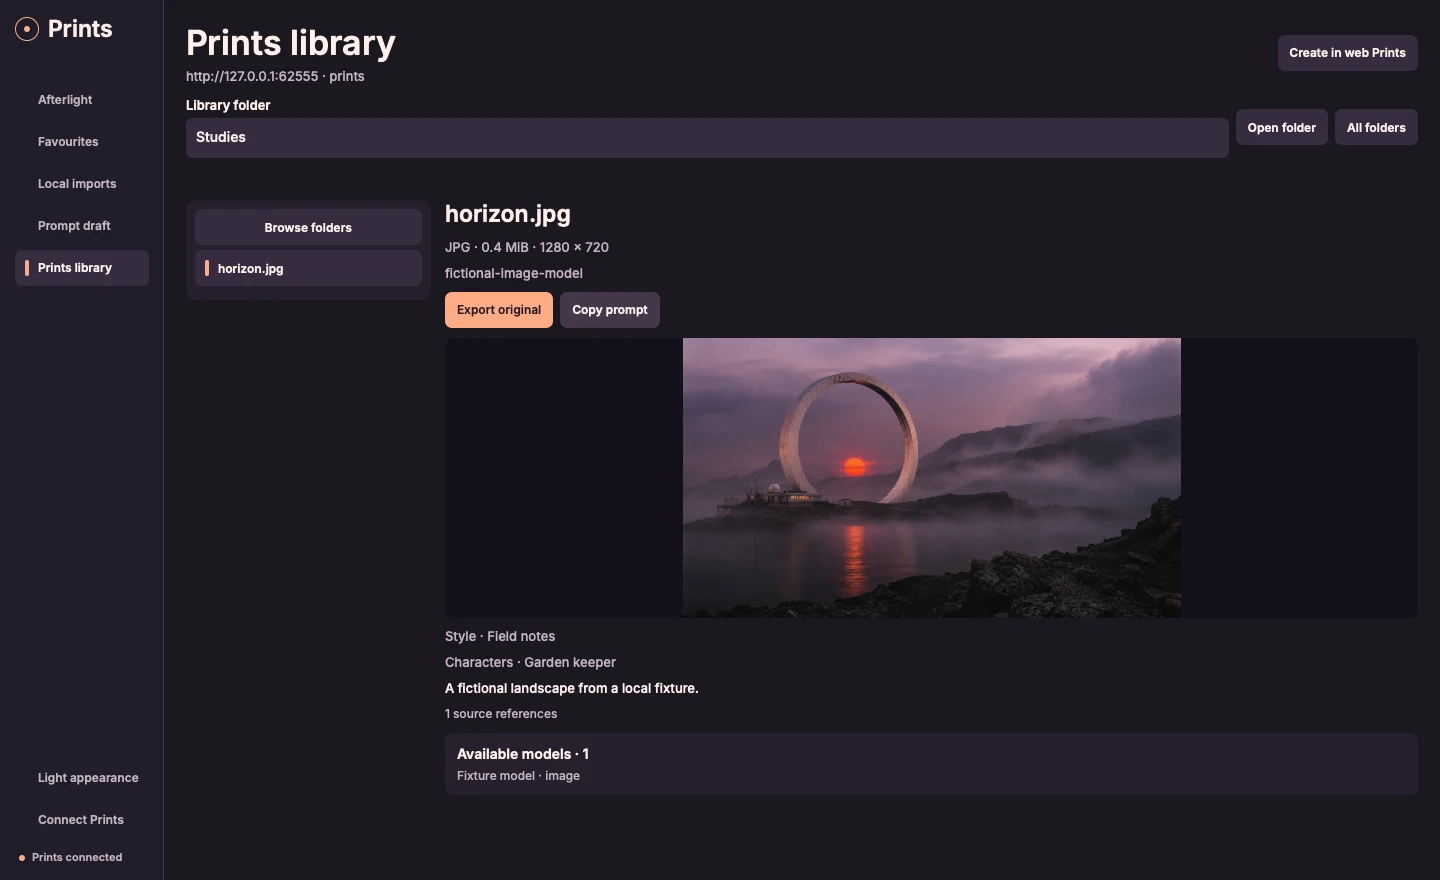 Prints
Afterlight
Favourites
Local imports
Prompt draft
Prints library
Light appearance
Connect Prints
Prints connected
Prints library
http://127.0.0.1:62555 · prints
Create in web Prints
Library folder
Studies
Open folder
All folders
Browse folders
horizon.jpg
horizon.jpg
JPG · 0.4 MIB · 1280 × 720
fictional-image-model
Export original
Copy prompt
Style · Field notes
Characters · Garden keeper
A fictional landscape from a local fixture.
1 source references
Available models · 1
Fixture model · image